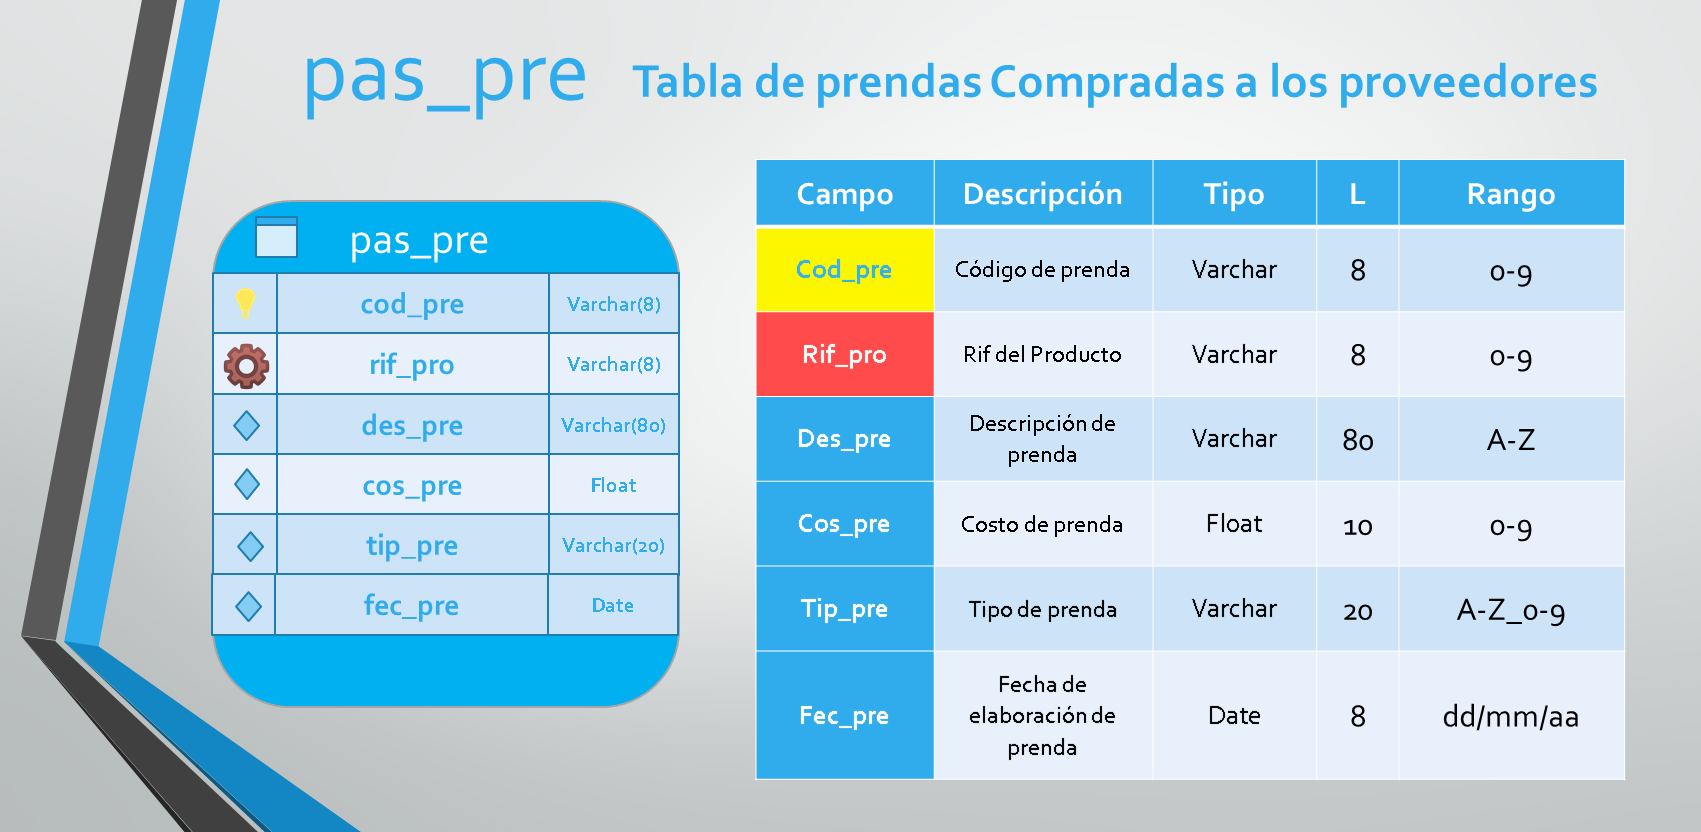 pas_pre Tabla de prendas Compradas a los proveedores
pas_pre
cod_pre Varchar(8)
rif_pro Varchar(8)
des_pre Varchar(80)
cos_pre Float
tip_pre Varchar(20)
fec_pre Date
Campo Descripción Tipo L Rango
Cod_pre Código de prenda Varchar 8 0-9
Rif_pro Rif del Producto Varchar 8 0-9
Des_pre Descripción de prenda Varchar 80 A-Z
Cos_pre Costo de prenda Float 10 0-9
Tip_pre Tipo de prenda Varchar 20 A-Z_0-9
Fec_pre Fecha de elaboración de prenda Date 8 dd/mm/aa